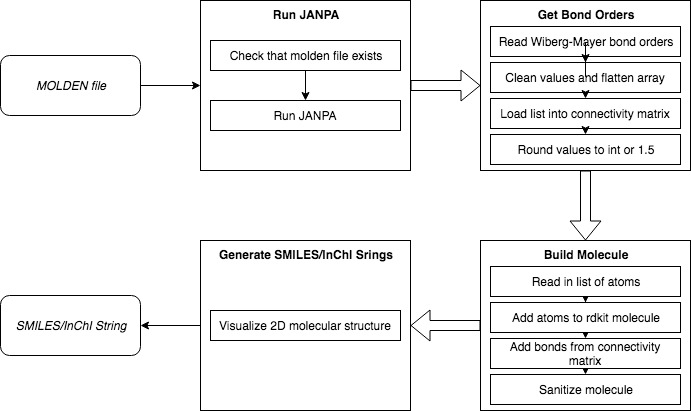 MOLDEN file
Run JANPA
Check that molden file exists
Run JANPA
Get Bond Orders
Read Wiberg-Mayer bond orders
Clean values and flatten array
Load list into connectivity matrix
Round values to int or 1.5
Build Molecule
Read in list of atoms
Add atoms to rdkit molecule
Add bonds from connectivity
matrix
Sanitize molecule
Generate SMILES/InChI Srings
Visualize 2D molecular structure
SMILES/InChI String